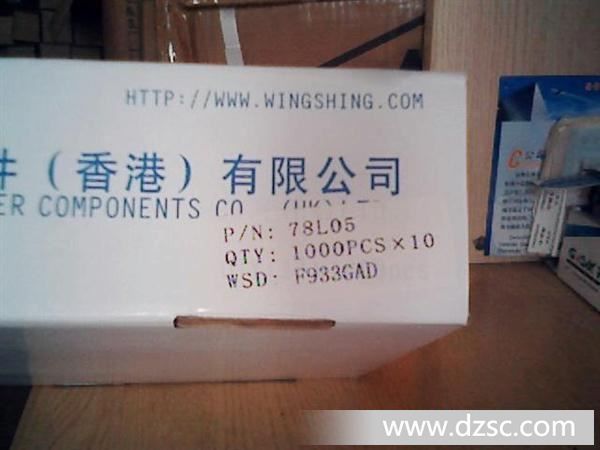 HTTP://WWW.WINGSHING.COM
件（香港）有限公司
ER COMPONENTS CO.
P/N: 78L05
QTY: 1000PCS×10
WSD: F933GAD
www.dzsc.com